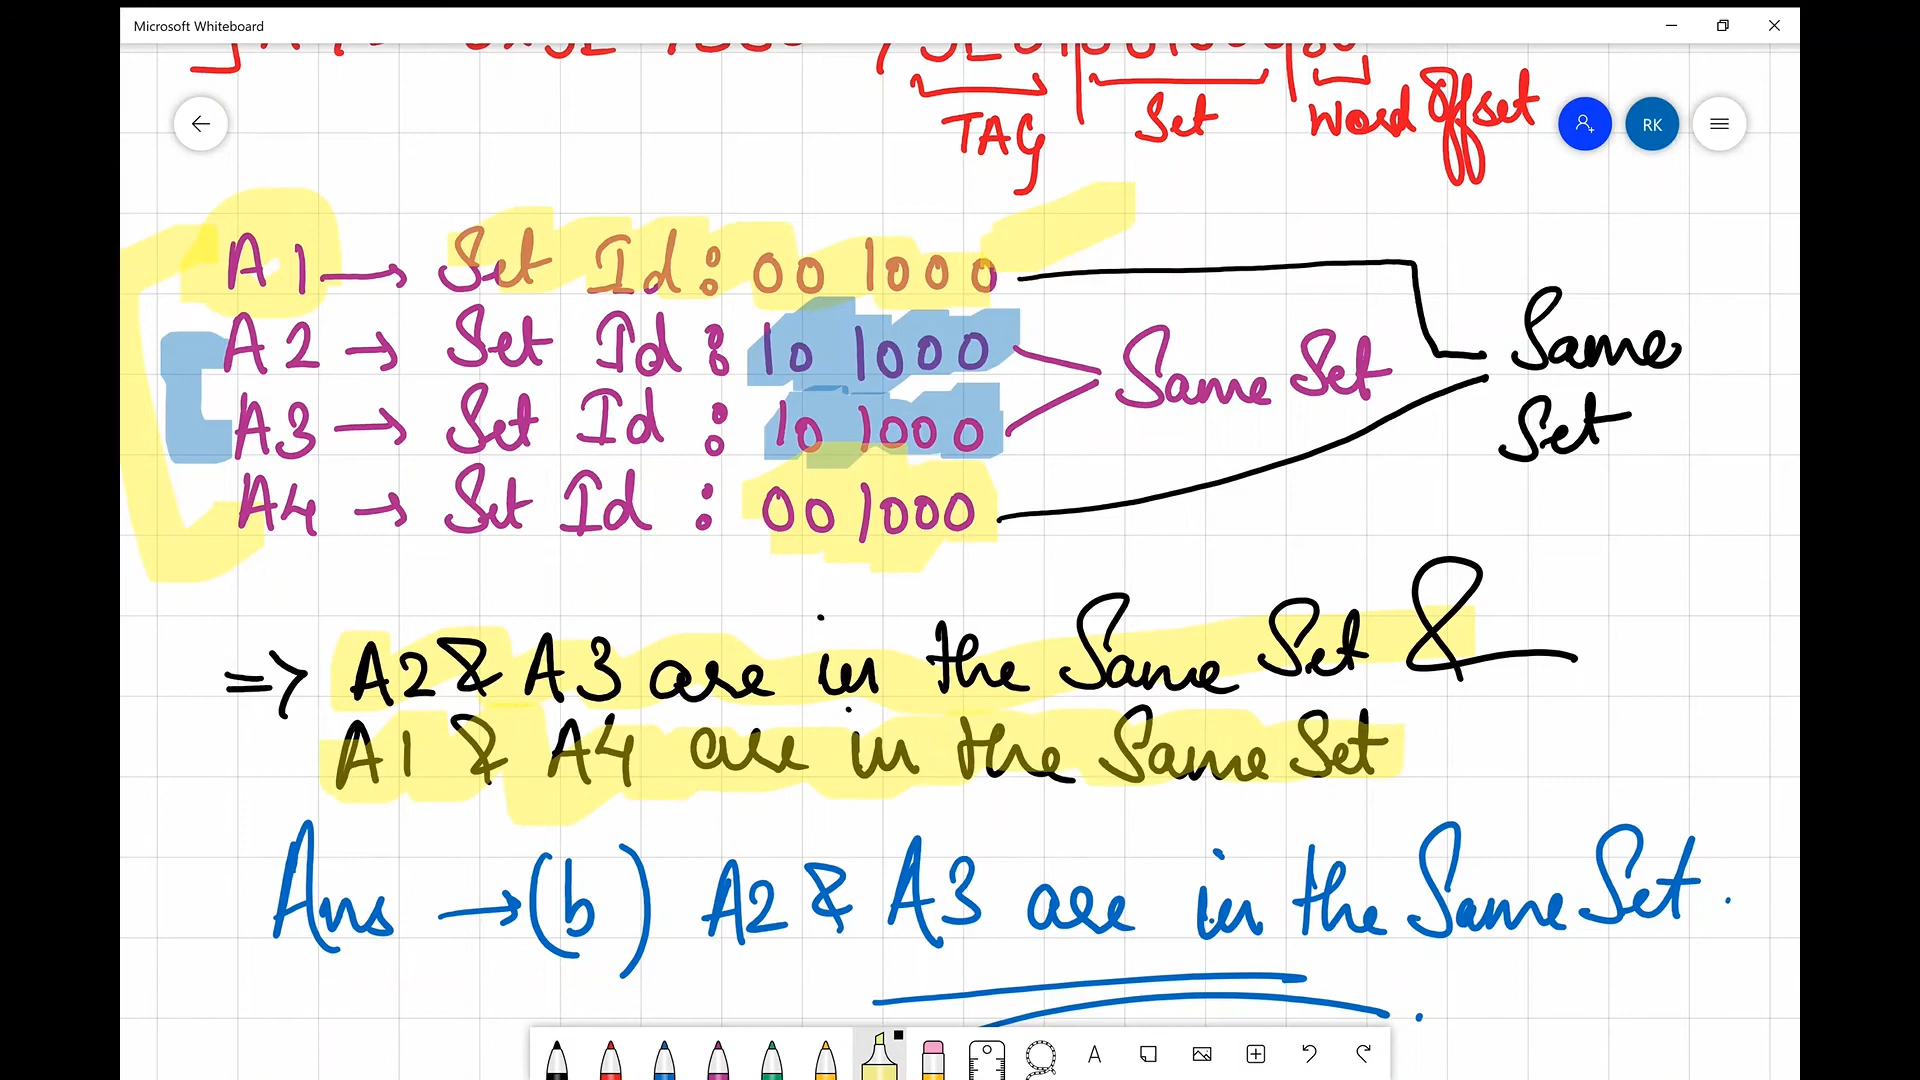 Microsoft Whiteboard
TAG Set Word Offset
RK
A1 → Set Id : 00 1000
A2 → Set Id : 10 1000 Same Set
A3 → Set Id : 10 1000
A4 → Set Id : 00 1000
Same
Set
=> A2 & A3 are in the Same Set &
A1 & A4 are in the Same Set
Ans → (b) A2 & A3 are in the Same Set.
A